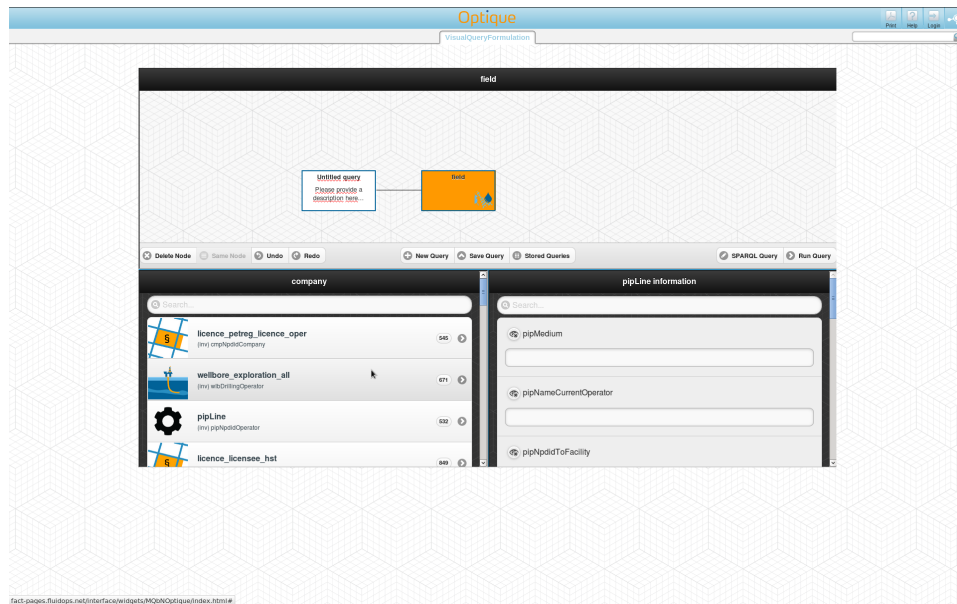 Optique
Print Help Login
VisualQueryFormulation
field
Untitled query
Please provide a
description here...
field
Delete Node Same Node Undo Redo New Query Save Query Stored Queries SPARQL Query Run Query
company
Search...
licence_petreg_licence_oper
(inv) cmpNpdidCompany
545
wellbore_exploration_all
(inv) wlbDrillingOperator
671
pipLine
(inv) pipNpdidOperator
532
licence_licensee_hst
849
pipLine information
Search...
pipMedium
pipNameCurrentOperator
pipNpdidToFacility
fact-pages.fluidops.net/interface/widgets/MQbNOptique/index.html#